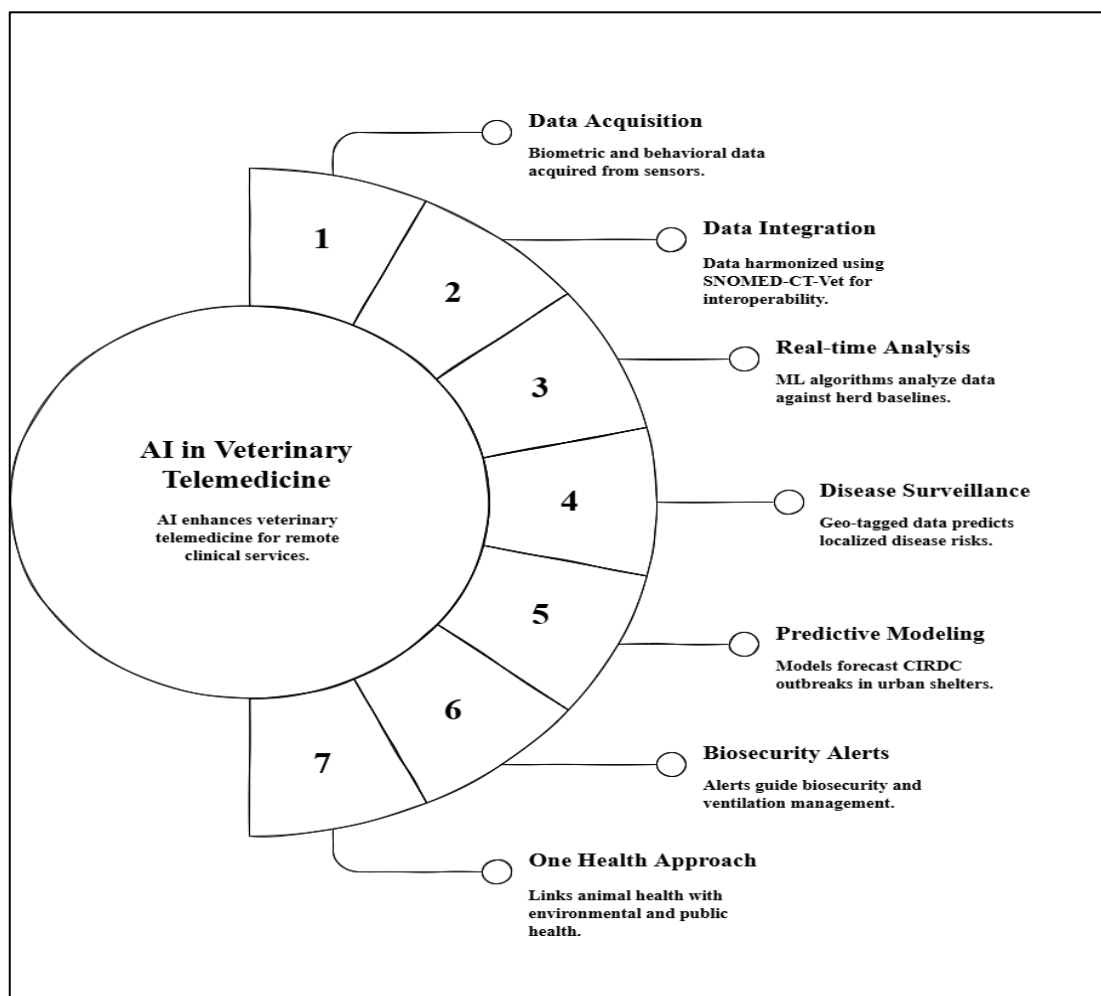 Data Acquisition
Biometric and behavioral data
acquired from sensors.
1
Data Integration
Data harmonized using
SNOMED-CT-Vet for
interoperability.
2
Real-time Analysis
ML algorithms analyze data
against herd baselines.
3
AI in Veterinary
Telemedicine
AI enhances veterinary
telemedicine for remote
clinical services.
4
Disease Surveillance
Geo-tagged data predicts
localized disease risks.
5
Predictive Modeling
Models forecast CIRDC
outbreaks in urban shelters.
6
Biosecurity Alerts
Alerts guide biosecurity and
ventilation management.
7
One Health Approach
Links animal health with
environmental and public
health.